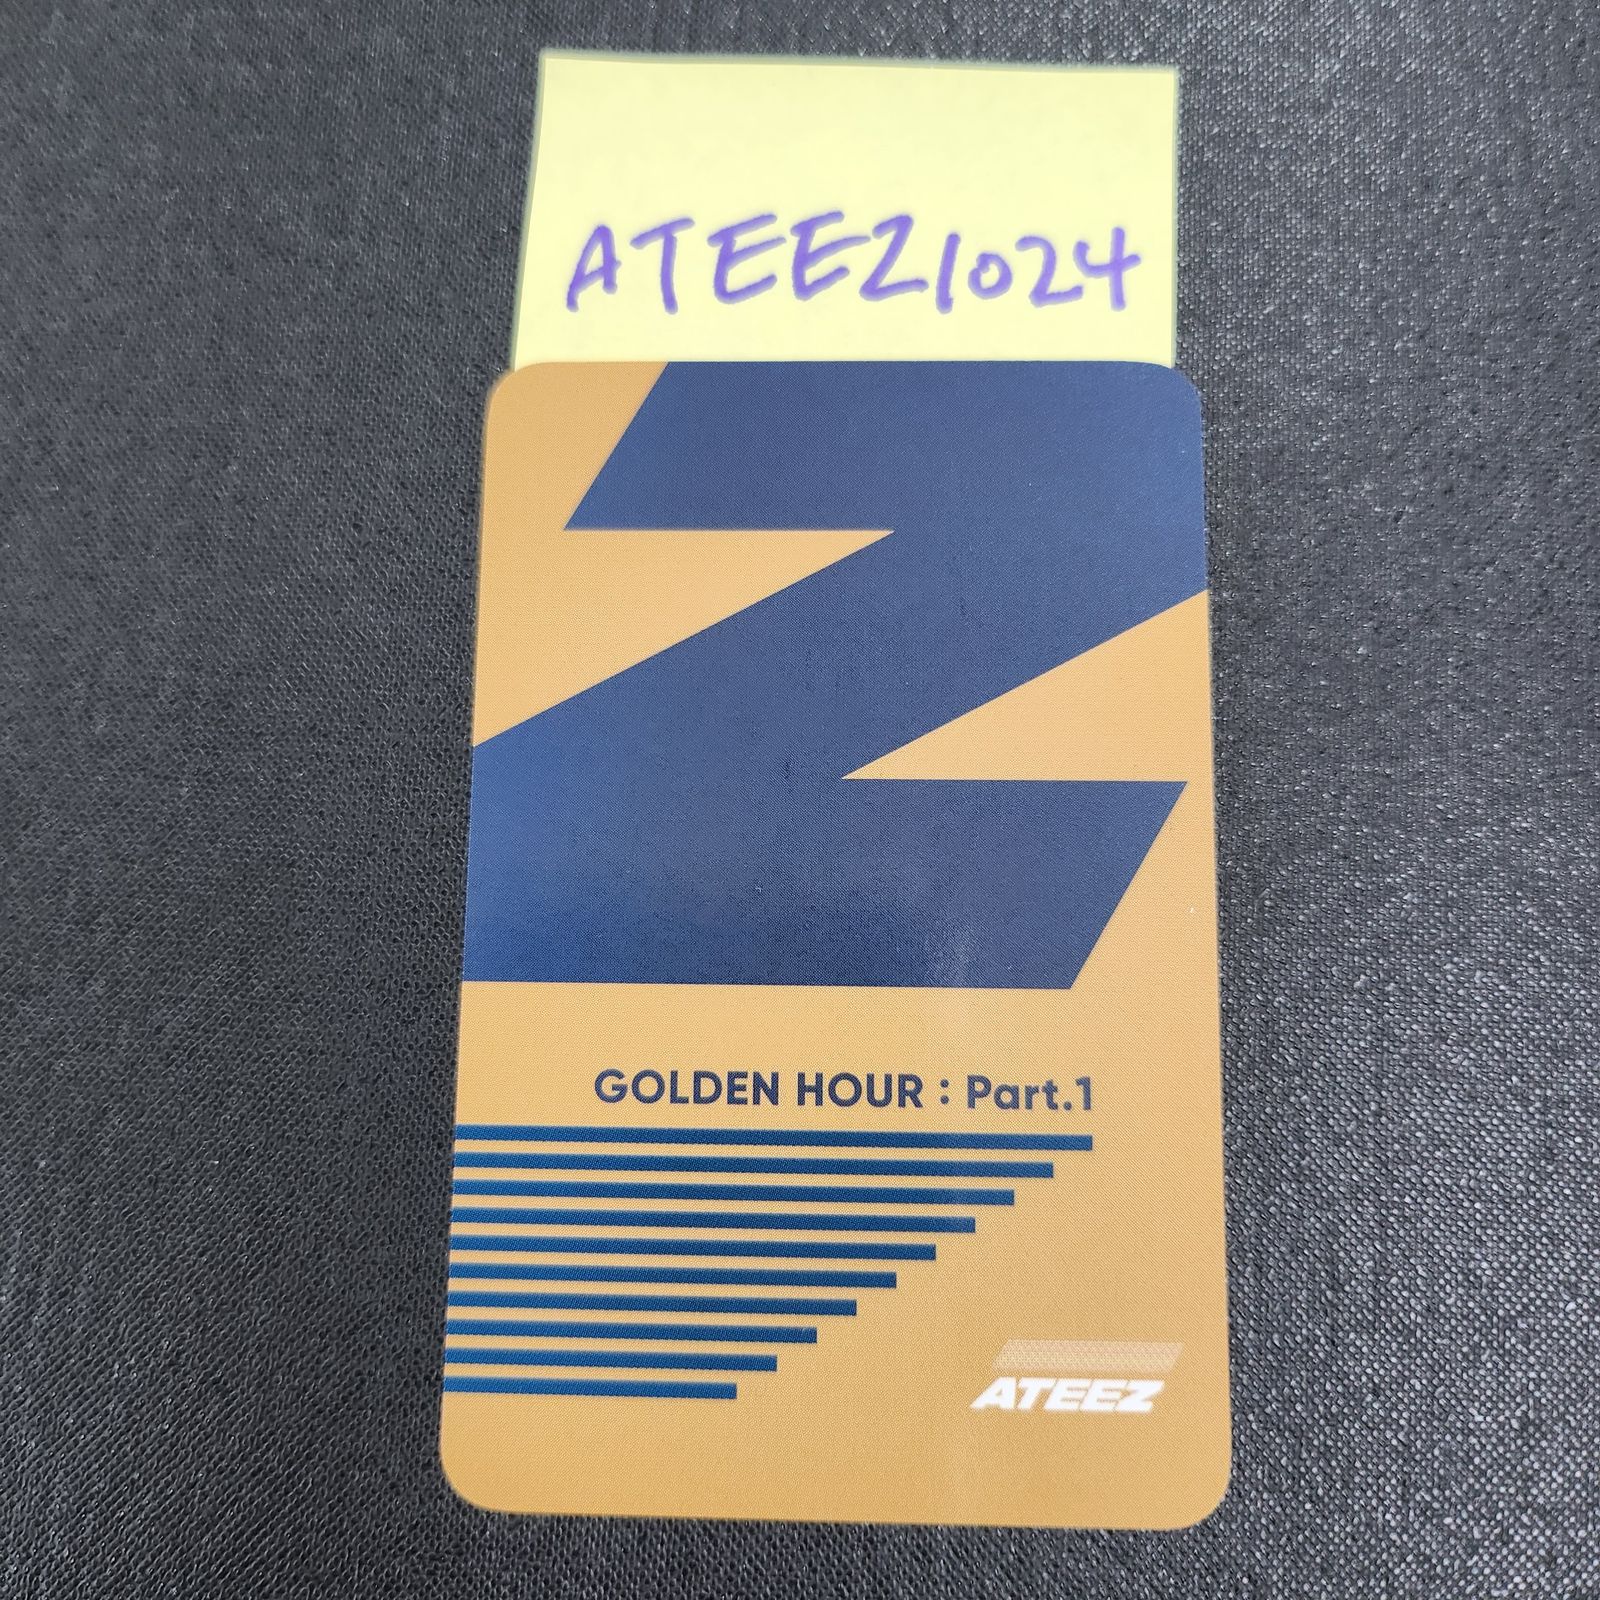 ATEEZ1024
Z
GOLDEN HOUR : Part.1
ATEEZ